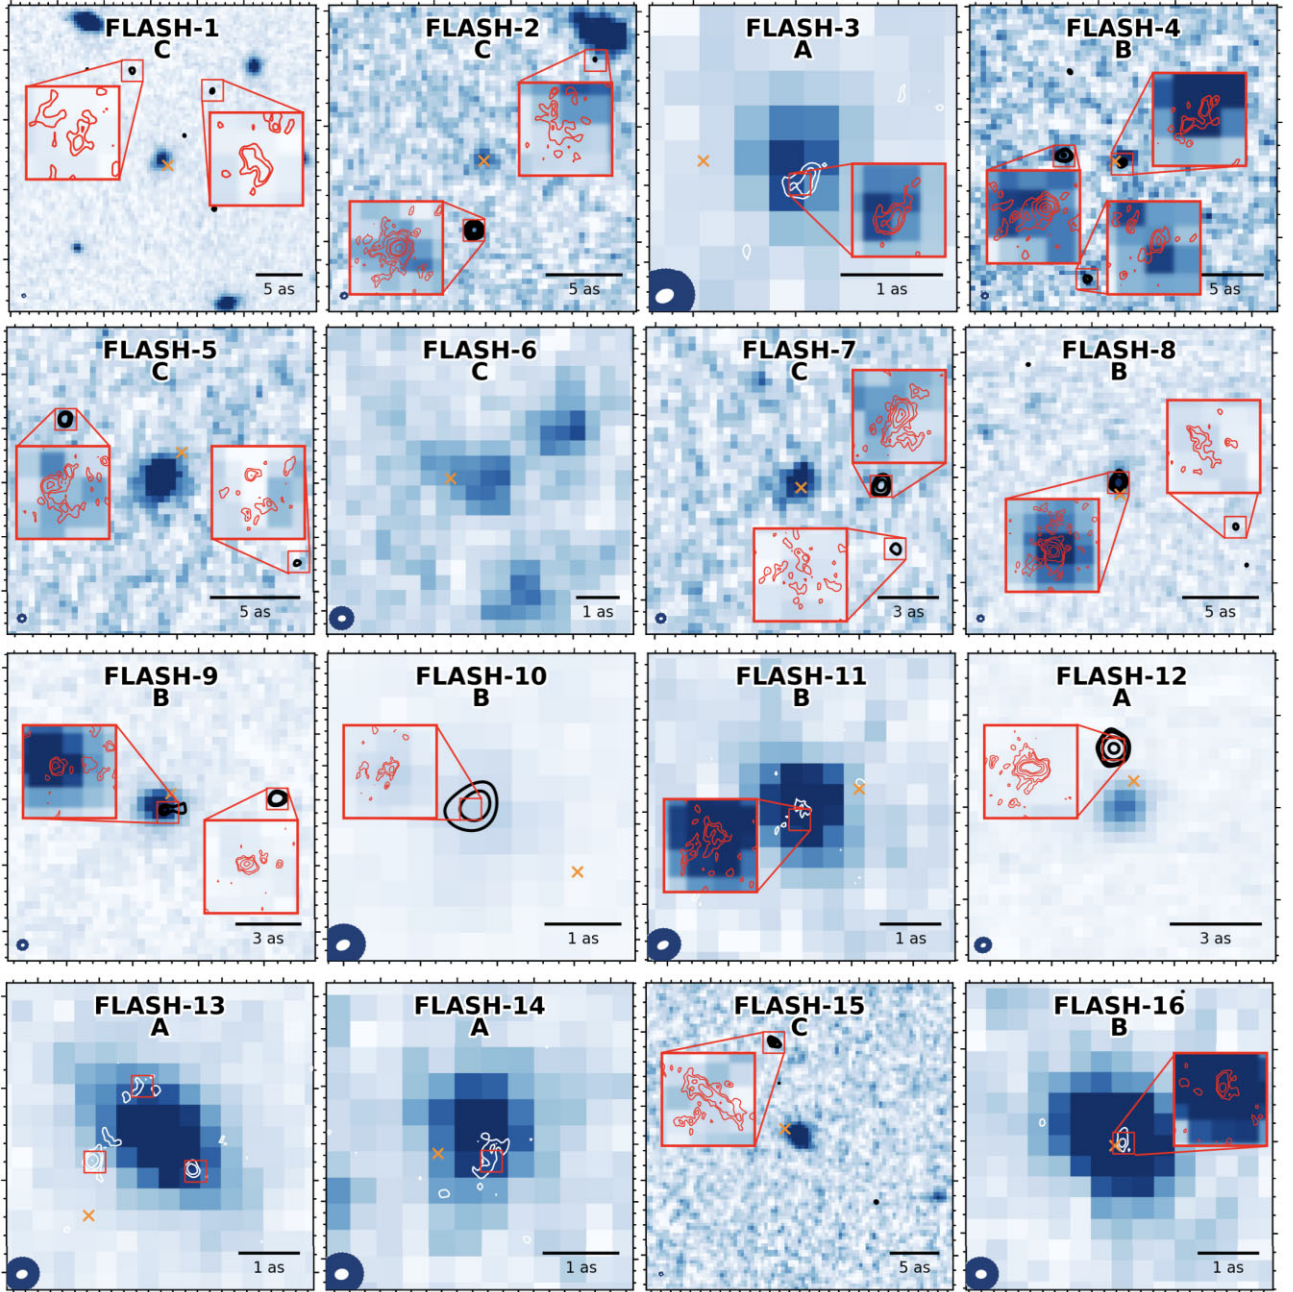 FLASH-1
C
5 as
FLASH-2
C
5 as
FLASH-3
A
1 as
FLASH-4
B
5 as
FLASH-5
C
5 as
FLASH-6
C
1 as
FLASH-7
C
3 as
FLASH-8
B
5 as
FLASH-9
B
3 as
FLASH-10
B
1 as
FLASH-11
B
1 as
FLASH-12
A
3 as
FLASH-13
A
1 as
FLASH-14
A
1 as
FLASH-15
C
5 as
FLASH-16
B
1 as